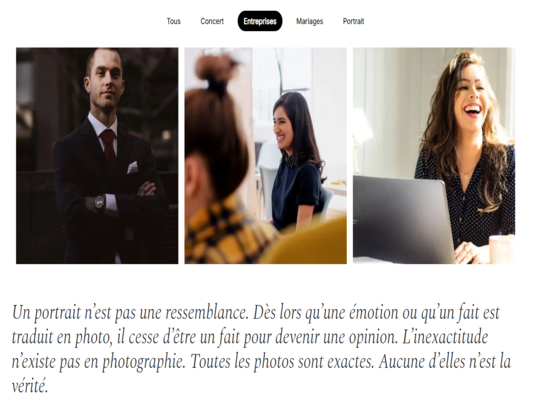 Tous Concert Entreprises Mariages Portrait
Un portrait n'est pas une ressemblance. Dès lors qu'une émotion ou qu'un fait est
traduit en photo, il cesse d'être un fait pour devenir une opinion. L'inexactitude
n'existe pas en photographie. Toutes les photos sont exactes. Aucune d'elles n'est la
vérité.